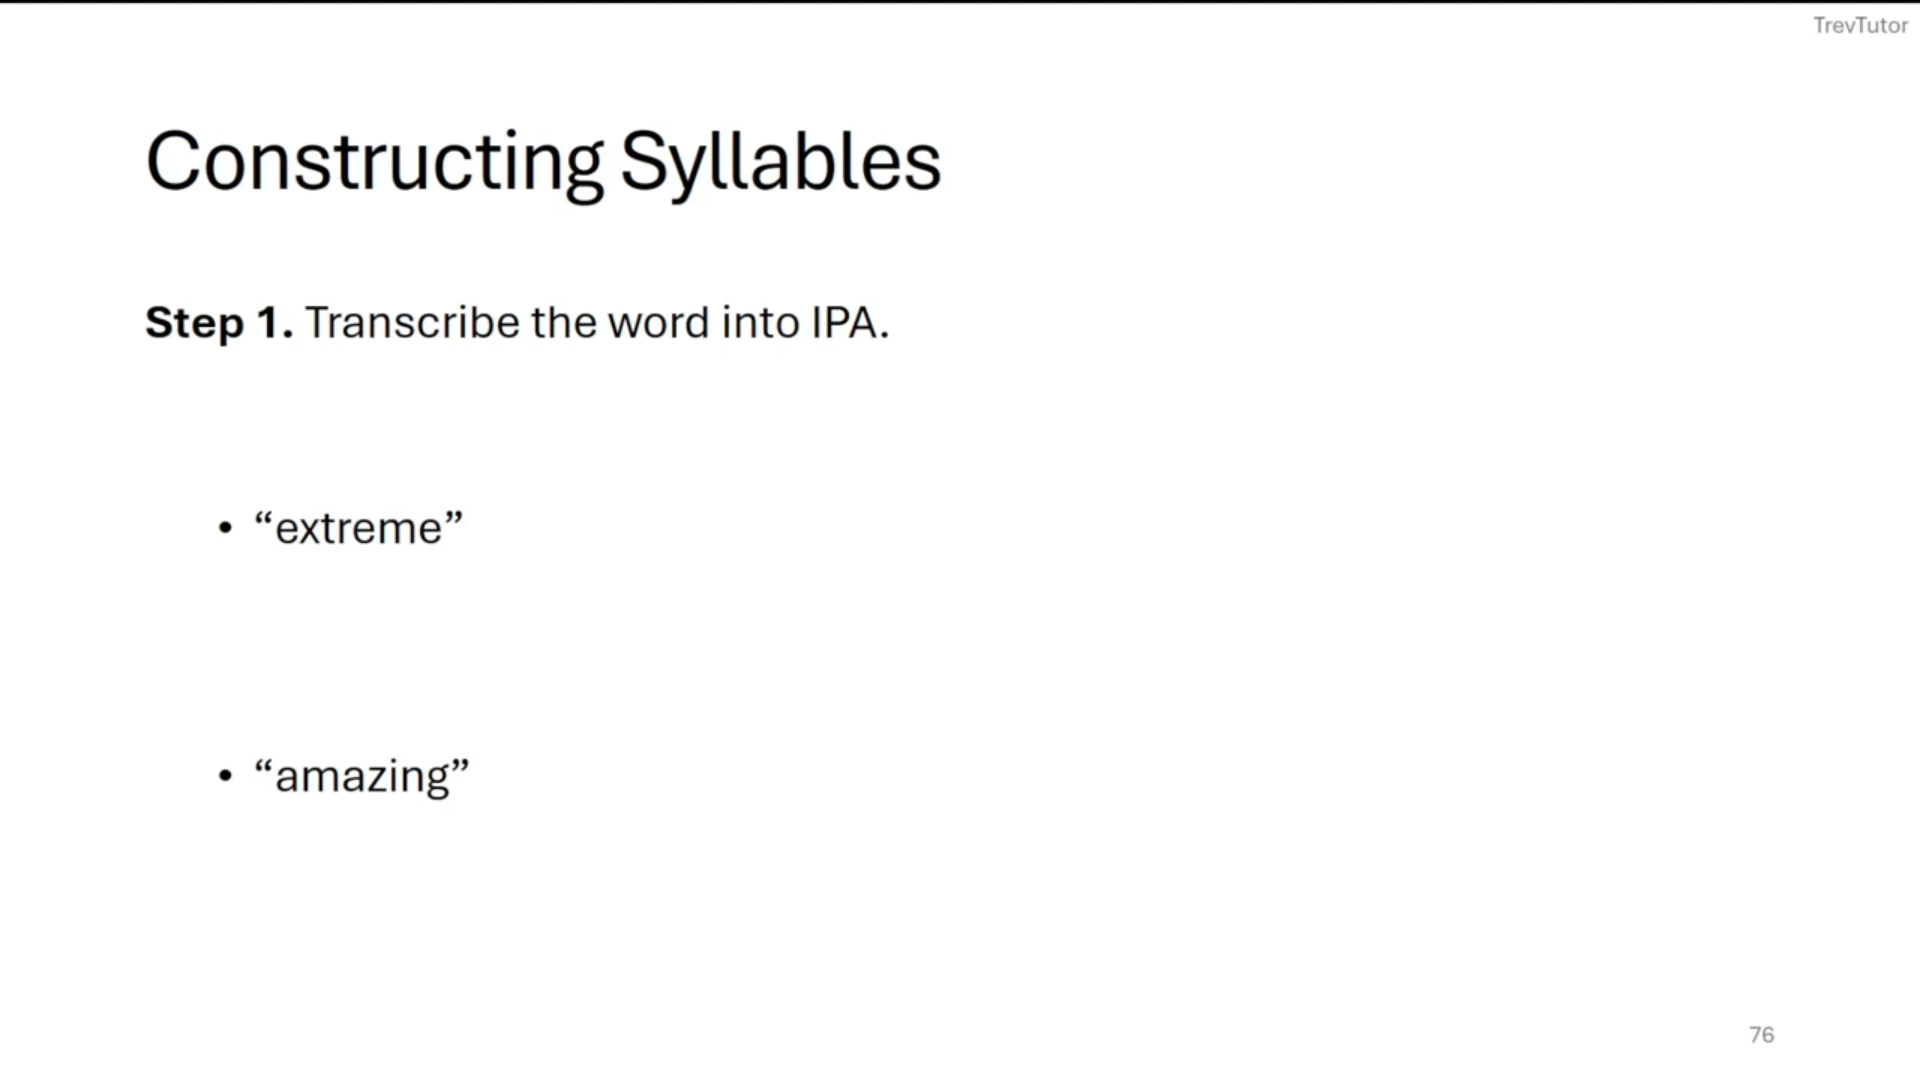 TrevTutor
Constructing Syllables
Step 1. Transcribe the word into IPA.
• “extreme”
• “amazing”
76